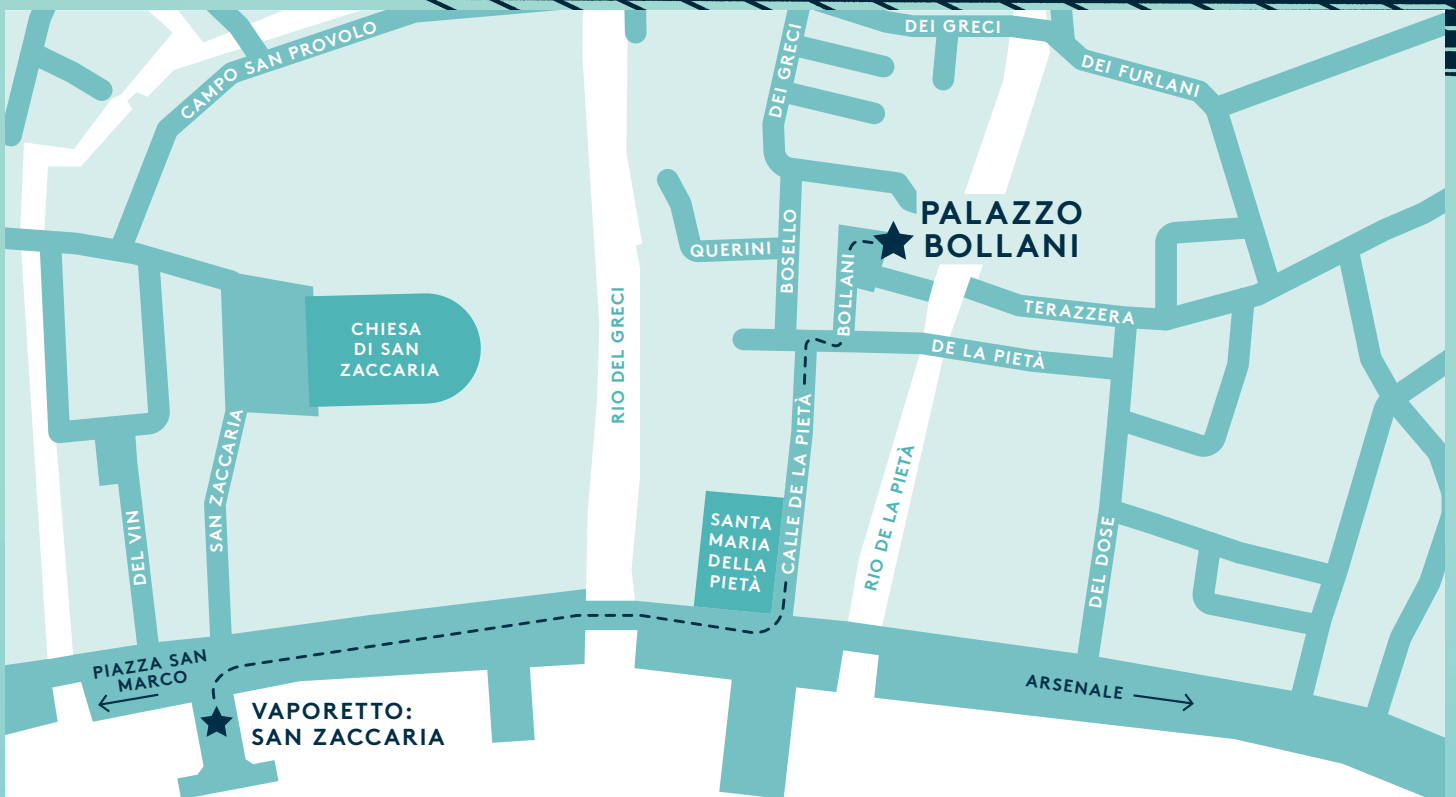 DEI GRECI
CAMPO SAN PROVOLO
DEI GRECI
DEI FURLANI
PALAZZO
BOLLANI
QUERINI
BOSELLO
BOLLANI
TERAZZERA
CHIESA
DI SAN
ZACCARIA
RIO DEL GRECI
DE LA PIETÀ
SAN ZACCARIA
CALLE DE LA PIETÀ
RIO DE LA PIETÀ
DEL VIN
SANTA
MARIA
DELLA
PIETÀ
DEL DOSE
PIAZZA SAN
MARCO
ARSENALE
VAPORETTO:
SAN ZACCARIA